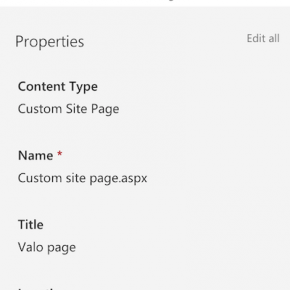 Properties
Edit all
Content Type
Custom Site Page
Name *
Custom site page.aspx
Title
Valo page